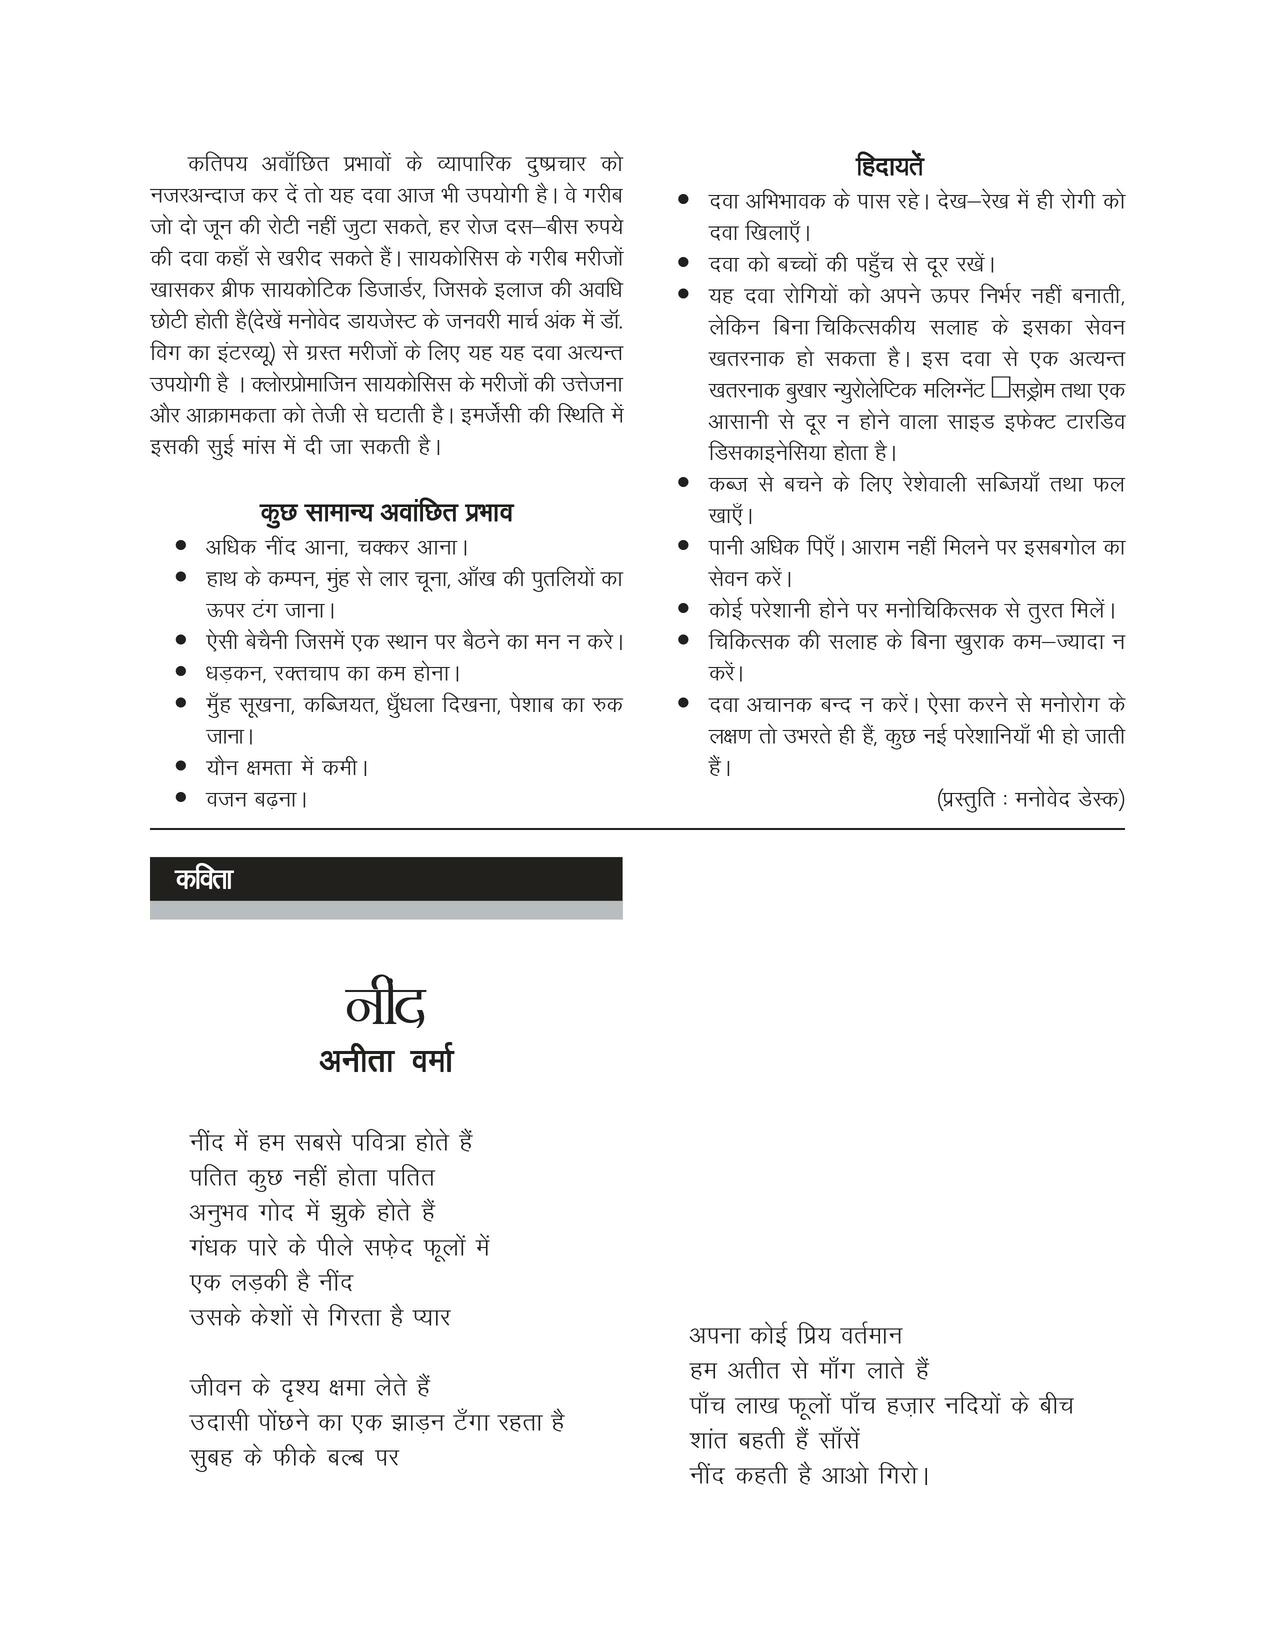 कतिपय अवाँछित प्रभावों के व्यापारिक दुष्प्रचार को
नजरअन्दाज कर दें तो यह दवा आज भी उपयोगी है। वे गरीब
जो दो जून की रोटी नहीं जुटा सकते, हर रोज दस–बीस रुपये
की दवा कहाँ से खरीद सकते हैं। सायकोसिस के गरीब मरीजों
खासकर ब्रीफ सायकोटिक डिजार्डर, जिसके इलाज की अवधि
छोटी होती है(देखें मनोवेद डायजेस्ट के जनवरी मार्च अंक में डॉ.
विग का इंटरव्यू) से ग्रस्त मरीजों के लिए यह यह दवा अत्यन्त
उपयोगी है । क्लोरप्रोमाजिन सायकोसिस के मरीजों की उत्तेजना
और आक्रामकता को तेजी से घटाती है। इमर्जेंसी की स्थिति में
इसकी सुई मांस में दी जा सकती है।
कुछ सामान्य अवांछित प्रभाव
• अधिक नींद आना, चक्कर आना।
• हाथ के कम्पन, मुंह से लार चूना, आँख की पुतलियों का
ऊपर टंग जाना।
• ऐसी बेचैनी जिसमें एक स्थान पर बैठने का मन न करे।
• धड़कन, रक्तचाप का कम होना।
• मुँह सूखना, कब्जियत, धुँधला दिखना, पेशाब का रुक
जाना।
• यौन क्षमता में कमी।
• वजन बढ़ना।
हिदायतें
• दवा अभिभावक के पास रहे। देख–रेख में ही रोगी को
दवा खिलाएँ।
• दवा को बच्चों की पहुँच से दूर रखें।
• यह दवा रोगियों को अपने ऊपर निर्भर नहीं बनाती,
लेकिन बिना चिकित्सकीय सलाह के इसका सेवन
खतरनाक हो सकता है। इस दवा से एक अत्यन्त
खतरनाक बुखार न्युरोलेप्टिक मलिग्नेंट □सड्रोम तथा एक
आसानी से दूर न होने वाला साइड इफेक्ट टारडिव
डिसकाइनेसिया होता है।
• कब्ज से बचने के लिए रेशेवाली सब्जियाँ तथा फल
खाएँ।
• पानी अधिक पिएँ। आराम नहीं मिलने पर इसबगोल का
सेवन करें।
• कोई परेशानी होने पर मनोचिकित्सक से तुरत मिलें।
• चिकित्सक की सलाह के बिना खुराक कम–ज्यादा न
करें।
• दवा अचानक बन्द न करें। ऐसा करने से मनोरोग के
लक्षण तो उभरते ही हैं, कुछ नई परेशानियाँ भी हो जाती
हैं।
(प्रस्तुति : मनोवेद डेस्क)
कविता
नींद
अनीता वर्मा
नींद में हम सबसे पवित्रा होते हैं
पतित कुछ नहीं होता पतित
अनुभव गोद में झुके होते हैं
गंधक पारे के पीले सफ़ेद फूलों में
एक लड़की है नींद
उसके केशों से गिरता है प्यार
जीवन के दृश्य क्षमा लेते हैं
उदासी पोंछने का एक झाड़न टँगा रहता है
सुबह के फीके बल्ब पर
अपना कोई प्रिय वर्तमान
हम अतीत से माँग लाते हैं
पाँच लाख फूलों पाँच हज़ार नदियों के बीच
शांत बहती हैं साँसें
नींद कहती है आओ गिरो।